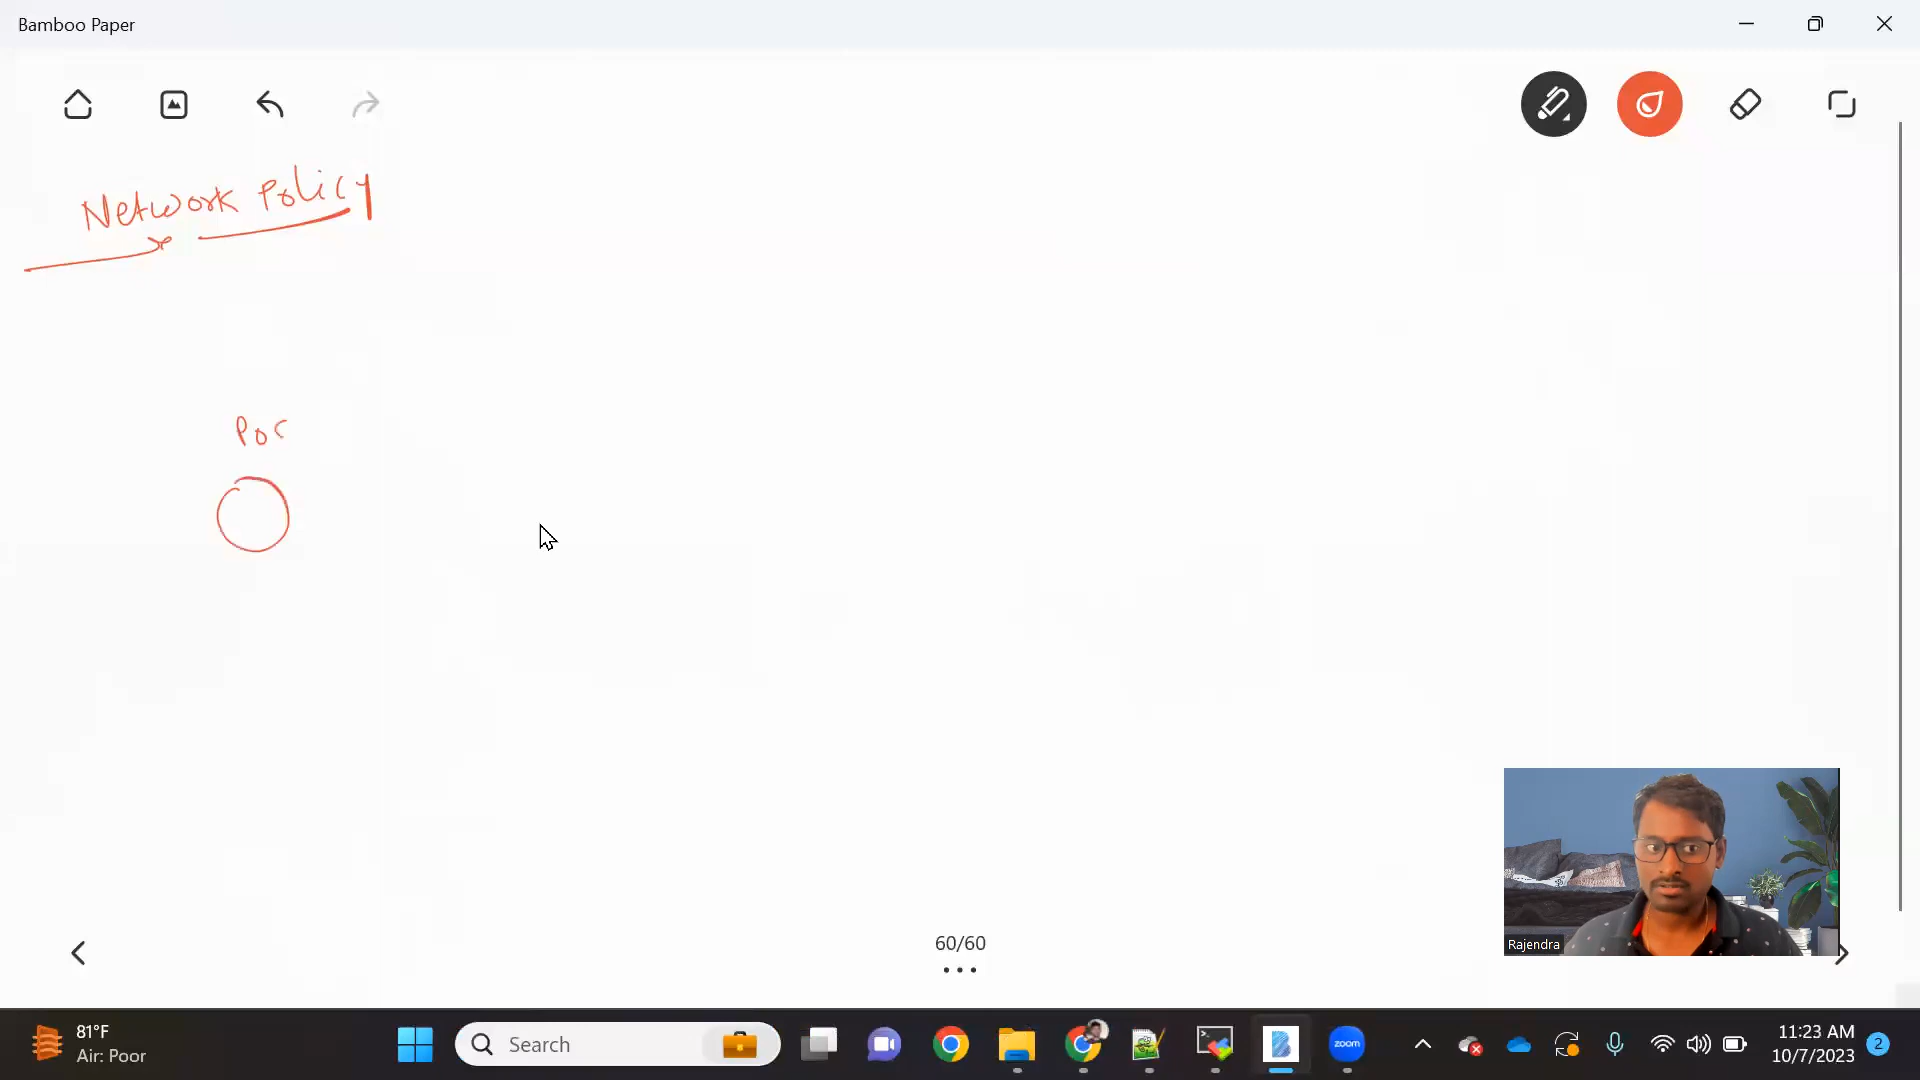 Bamboo Paper
Network Policy
Poc
60/60
Rajendra
81°F
Air: Poor
Search
zoom
11:23 AM
10/7/2023
2